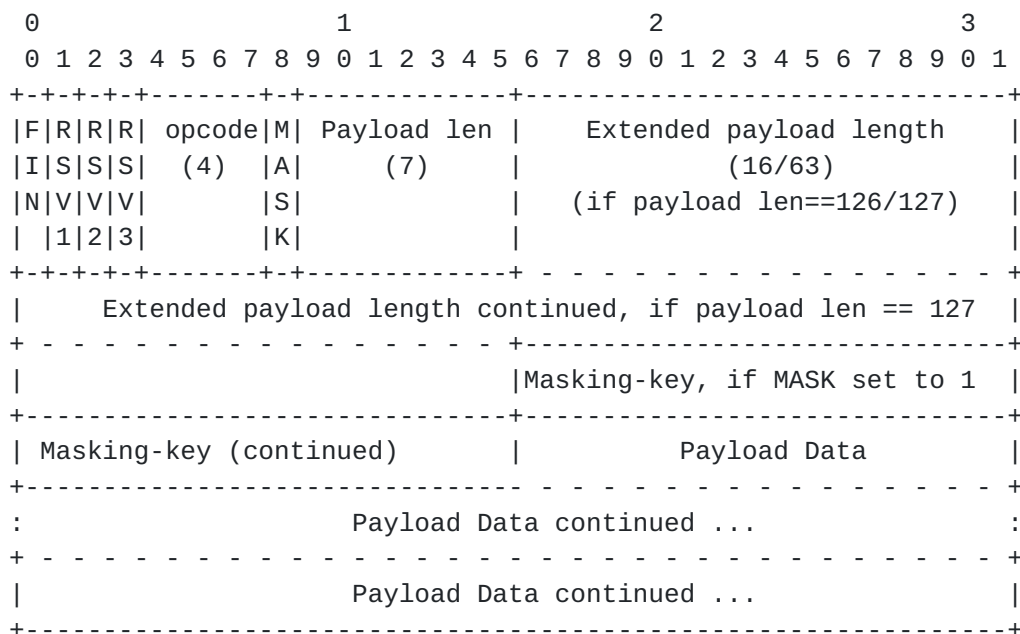 0                   1                   2                   3
 0 1 2 3 4 5 6 7 8 9 0 1 2 3 4 5 6 7 8 9 0 1 2 3 4 5 6 7 8 9 0 1
+-+-+-+-+-------+-+-------------+-------------------------------+
|F|R|R|R| opcode|M| Payload len |    Extended payload length    |
|I|S|S|S|  (4)  |A|     (7)     |             (16/63)           |
|N|V|V|V|       |S|             |   (if payload len==126/127)   |
| |1|2|3|       |K|             |                               |
+-+-+-+-+-------+-+-------------+ - - - - - - - - - - - - - - - +
|     Extended payload length continued, if payload len == 127  |
+ - - - - - - - - - - - - - - - +-------------------------------+
|                               |Masking-key, if MASK set to 1  |
+-------------------------------+-------------------------------+
| Masking-key (continued)       |          Payload Data         |
+-------------------------------- - - - - - - - - - - - - - - - +
:                     Payload Data continued ...                :
+ - - - - - - - - - - - - - - - - - - - - - - - - - - - - - - - +
|                     Payload Data continued ...                |
+---------------------------------------------------------------+